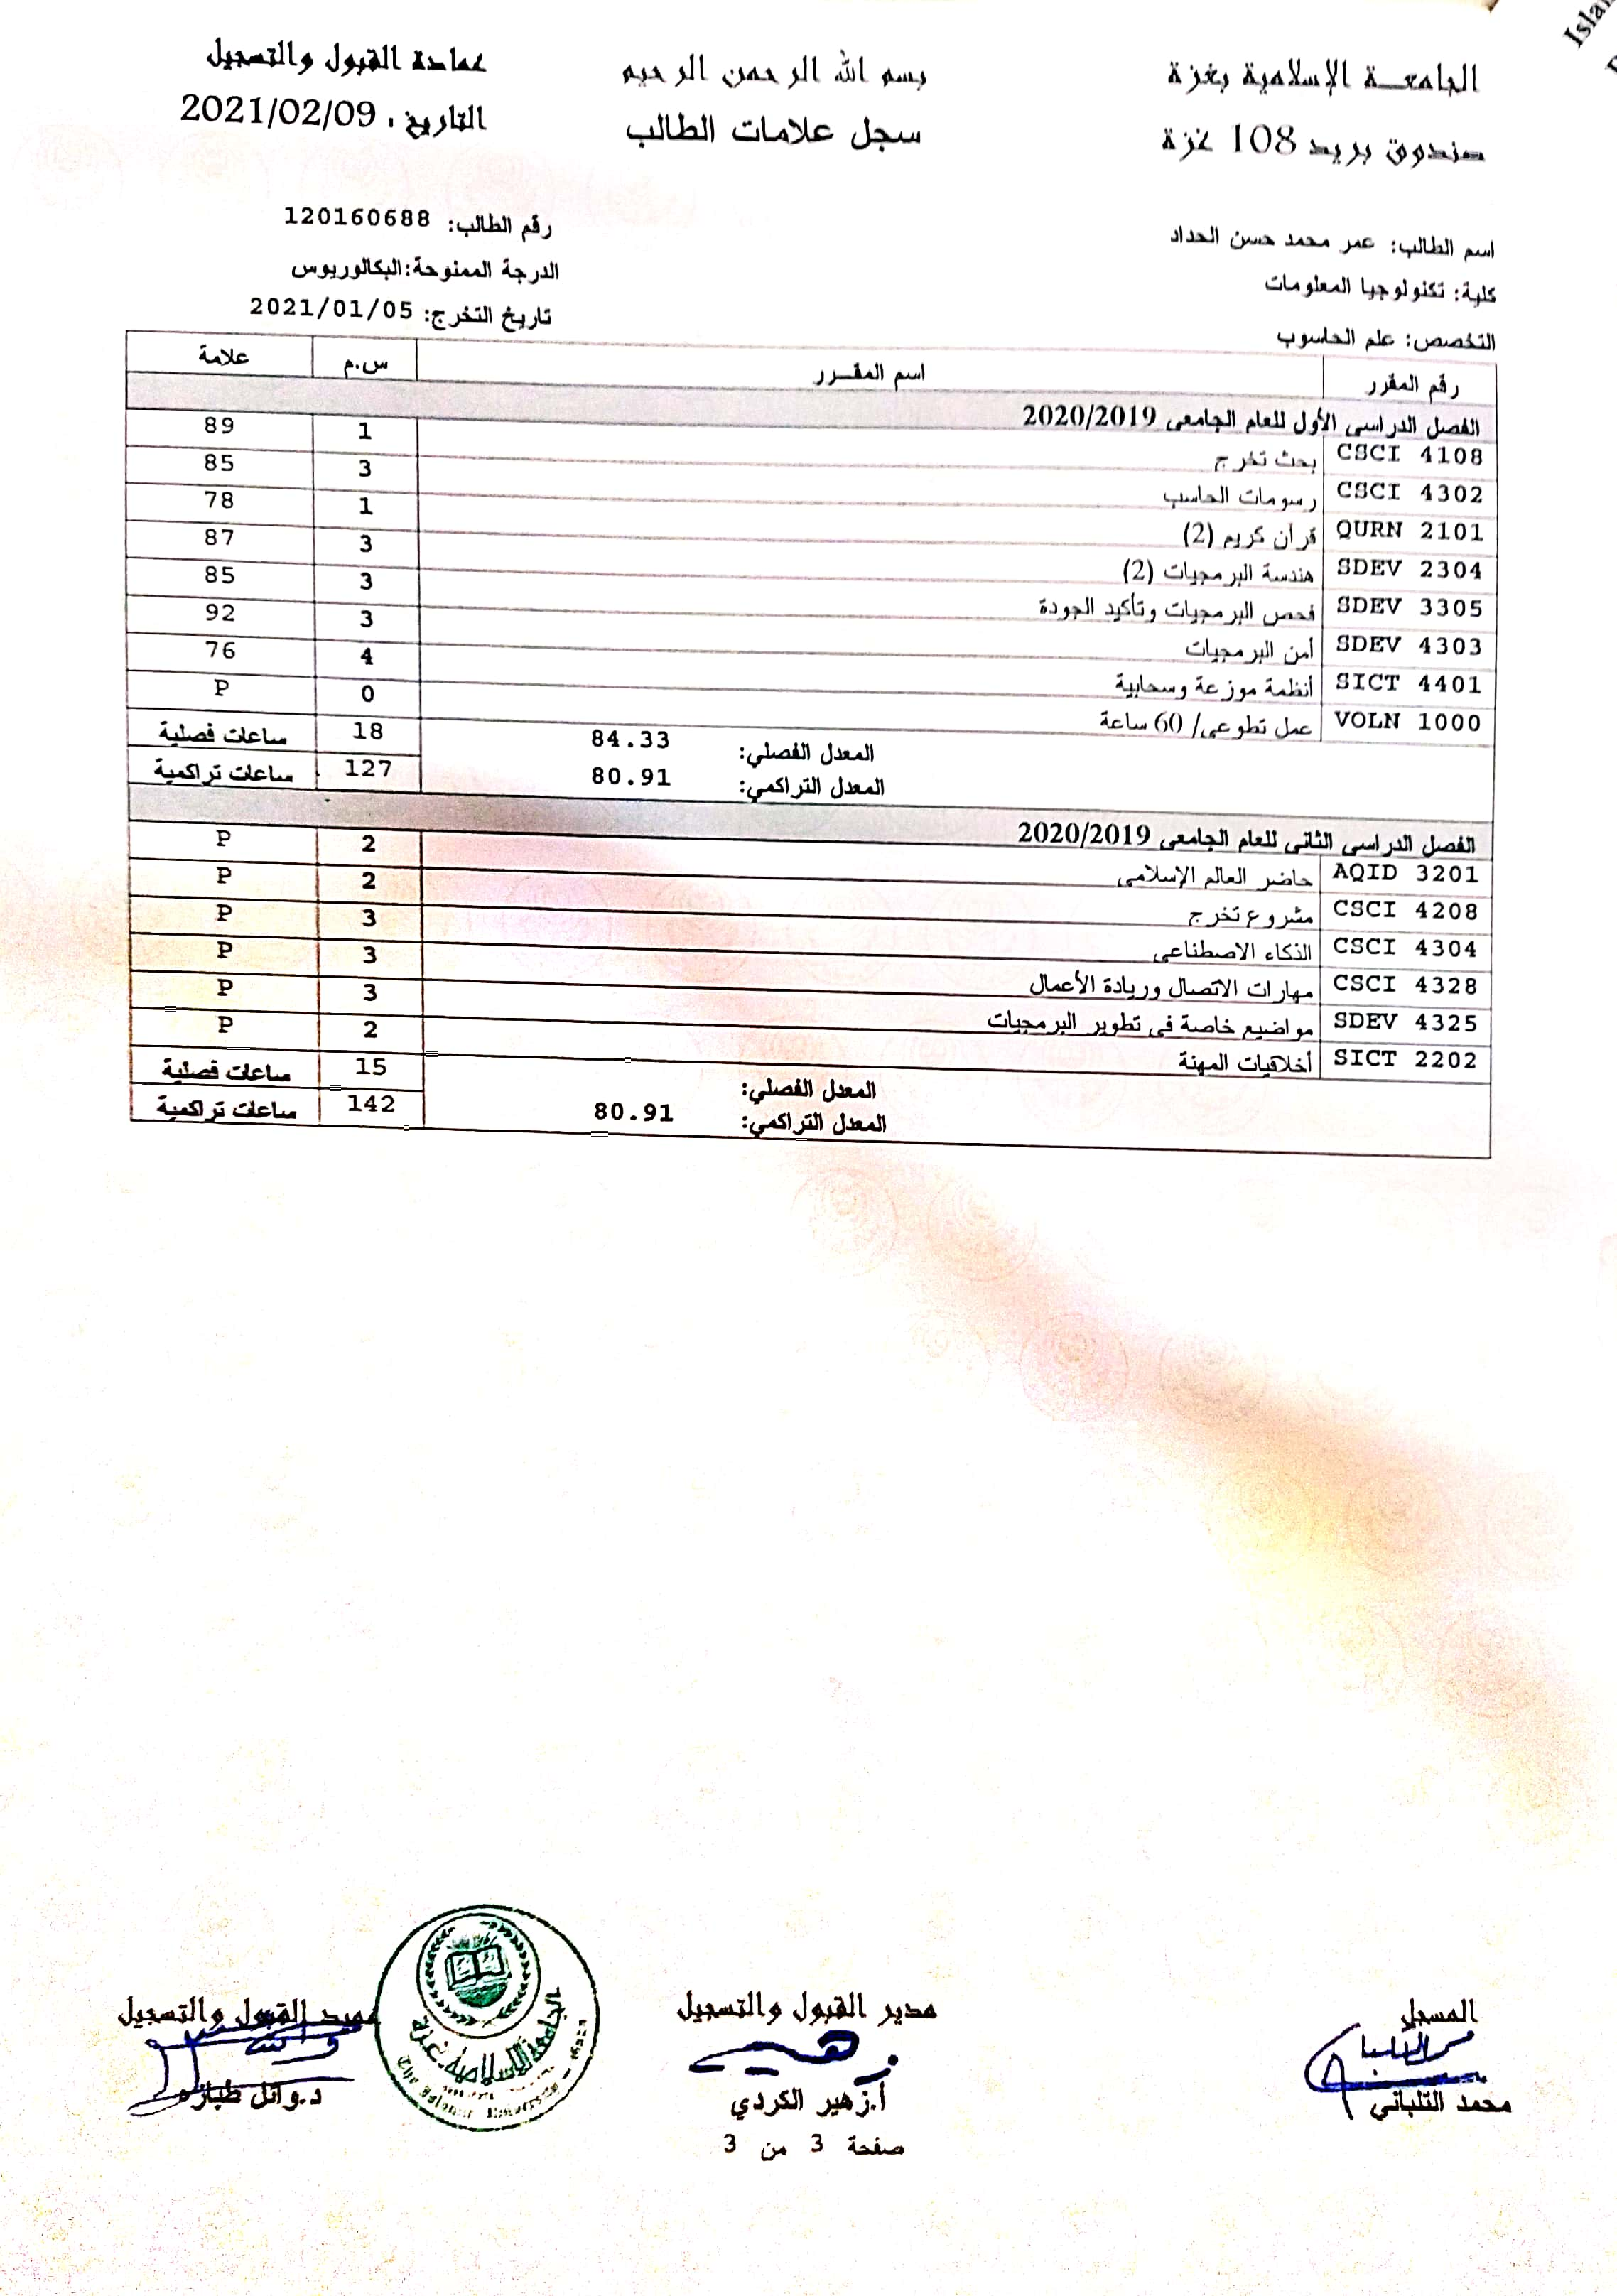 الجامعة الإسلامية بغزة
صندوق بريد 108 غزة
بسم الله الرحمن الرحيم
سجل علامات الطالب
عمادة القبول والتسجيل
التاريخ: 2021/02/09
اسم الطالب: عمر محمد حسن الحداد
كلية: تكنولوجيا المعلومات
التخصص: علم الحاسوب
رقم الطالب: 120160688
الدرجة الممنوحة: البكالوريوس
تاريخ التخرج: 2021/01/05
رقم المقرر اسم المقرر س.م علامة
الفصل الدراسي الأول للعام الجامعي 2020/2019
CSCI 4108 بحث تخرج 1 89
CSCI 4302 رسومات الحاسب 3 85
QURN 2101 قرآن كريم (2) 1 78
SDEV 2304 هندسة البرمجيات (2) 3 87
SDEV 3305 فحص البرمجيات وتأكيد الجودة 3 85
SDEV 4303 أمن البرمجيات 3 92
SICT 4401 أنظمة موزعة وسحابية 4 76
VOLN 1000 عمل تطوعي/ 60 ساعة 0 P
المعدل الفصلي: 84.33 18 ساعات فصلية
المعدل التراكمي: 80.91 127 ساعات تراكمية
الفصل الدراسي الثاني للعام الجامعي 2020/2019
AQID 3201 حاضر العالم الإسلامي 2 P
CSCI 4208 مشروع تخرج 2 P
CSCI 4304 الذكاء الاصطناعي 3 P
CSCI 4328 مهارات الاتصال وريادة الأعمال 3 P
SDEV 4325 مواضيع خاصة في تطوير البرمجيات 3 P
SICT 2202 أخلاقيات المهنة 2 P
المعدل الفصلي: 15 ساعات فصلية
المعدل التراكمي: 80.91 142 ساعات تراكمية
المسجل
محمد التلباني
مدير القبول والتسجيل
أ.زهير الكردي
عميد القبول والتسجيل
د.وائل طبازه
الجامعة الإسلامية غزة
صفحة 3 من 3